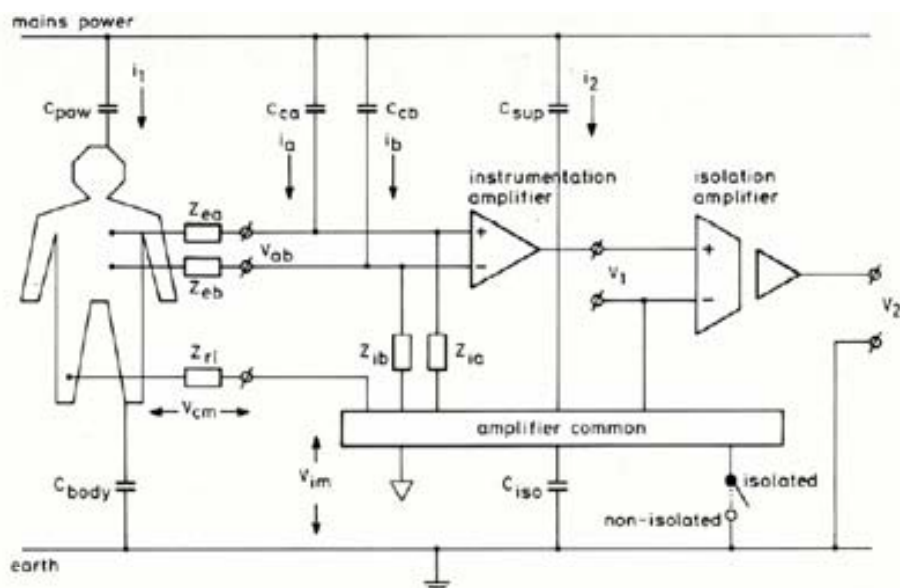 mains power
i1
i2
Cpow
Cca
Ccb
Csup
ia
ib
instrumentation
amplifier
isolation
amplifier
Zea
+
+
Vab
-
V1
-
Zeb
V2
Zib
Zia
Zrl
Vcm
amplifier common
Vim
Cbody
Ciso
isolated
non-isolated
earth